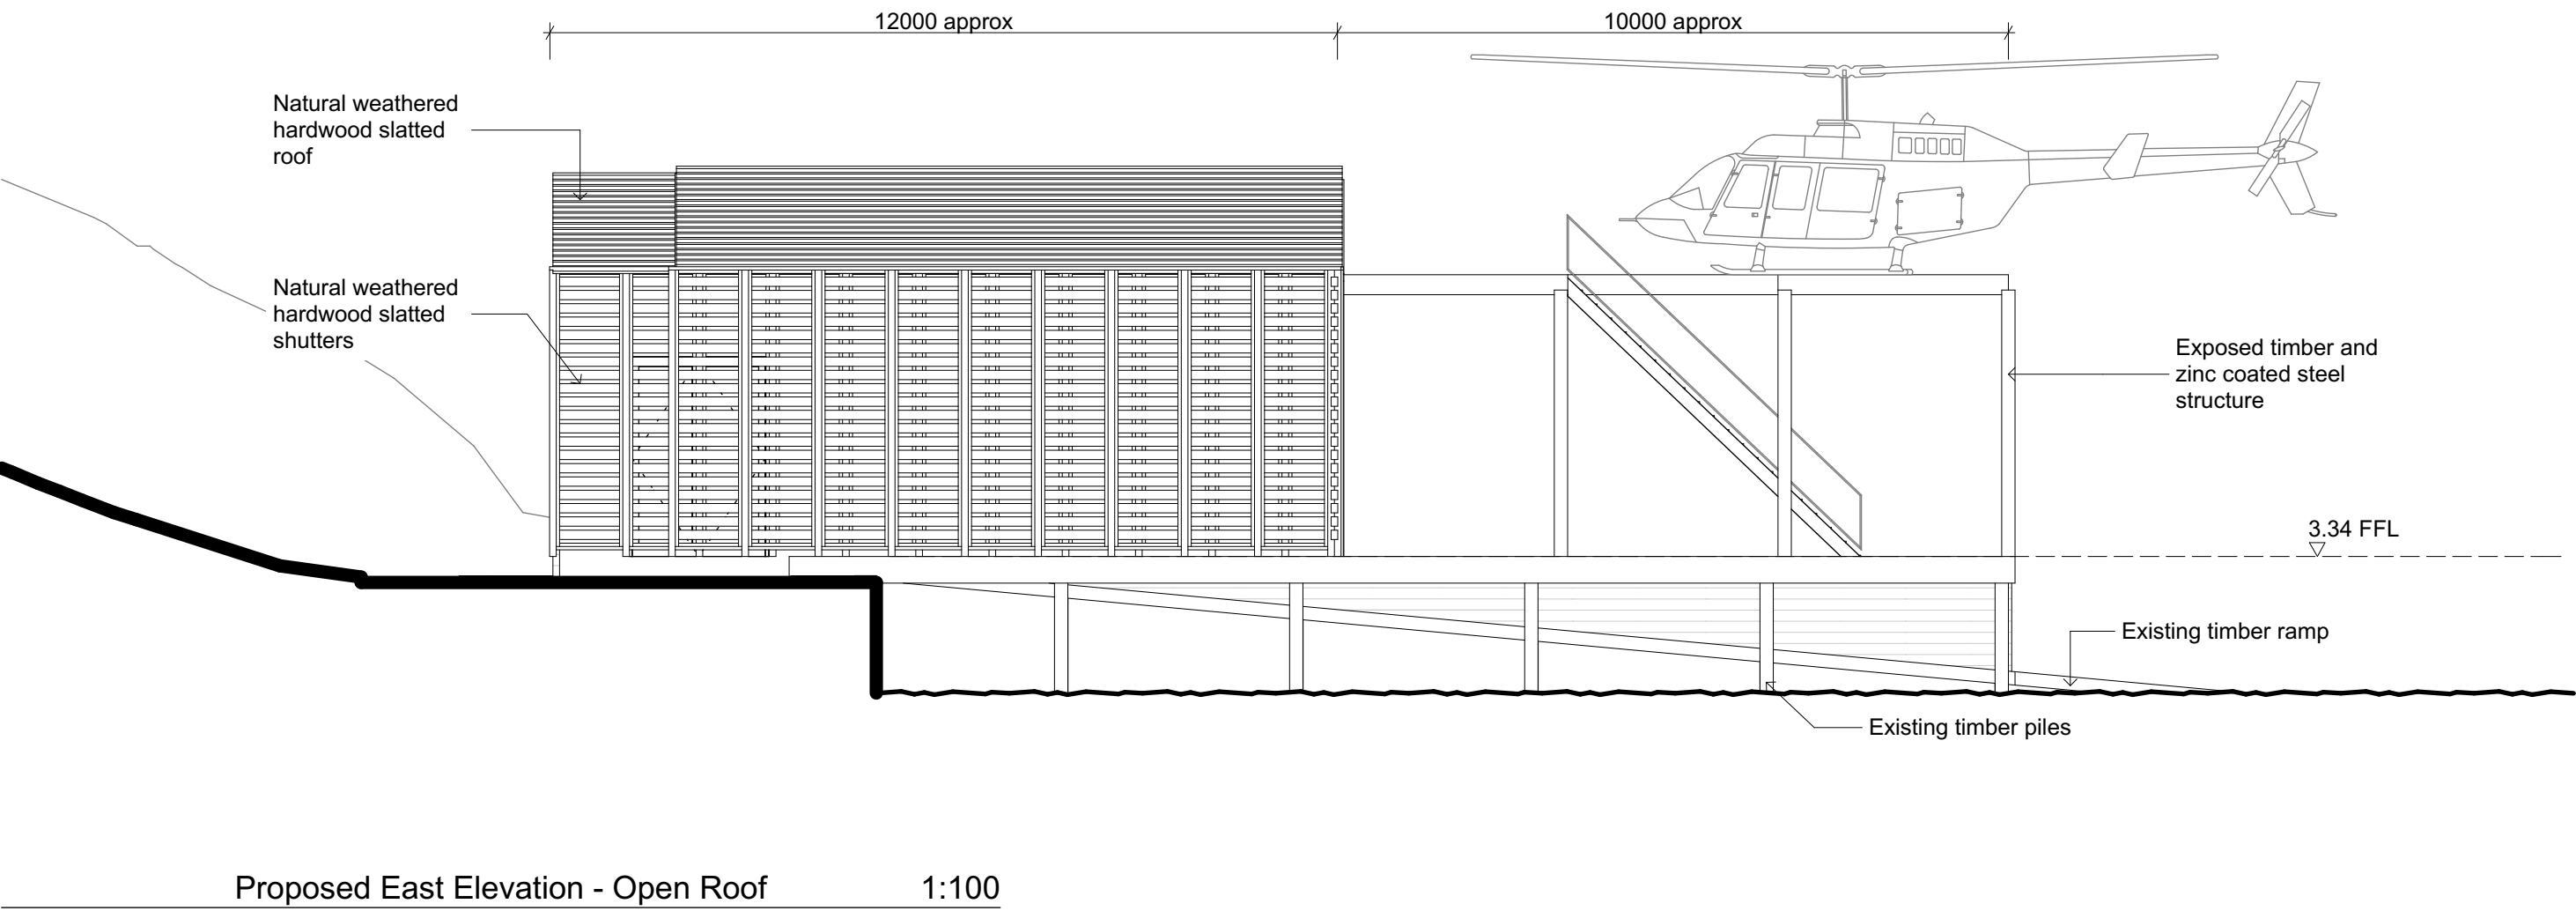 12000 approx
10000 approx
Natural weathered
hardwood slatted
roof
Natural weathered
hardwood slatted
shutters
Exposed timber and
zinc coated steel
structure
3.34 FFL
Existing timber ramp
Existing timber piles
Proposed East Elevation - Open Roof 1:100